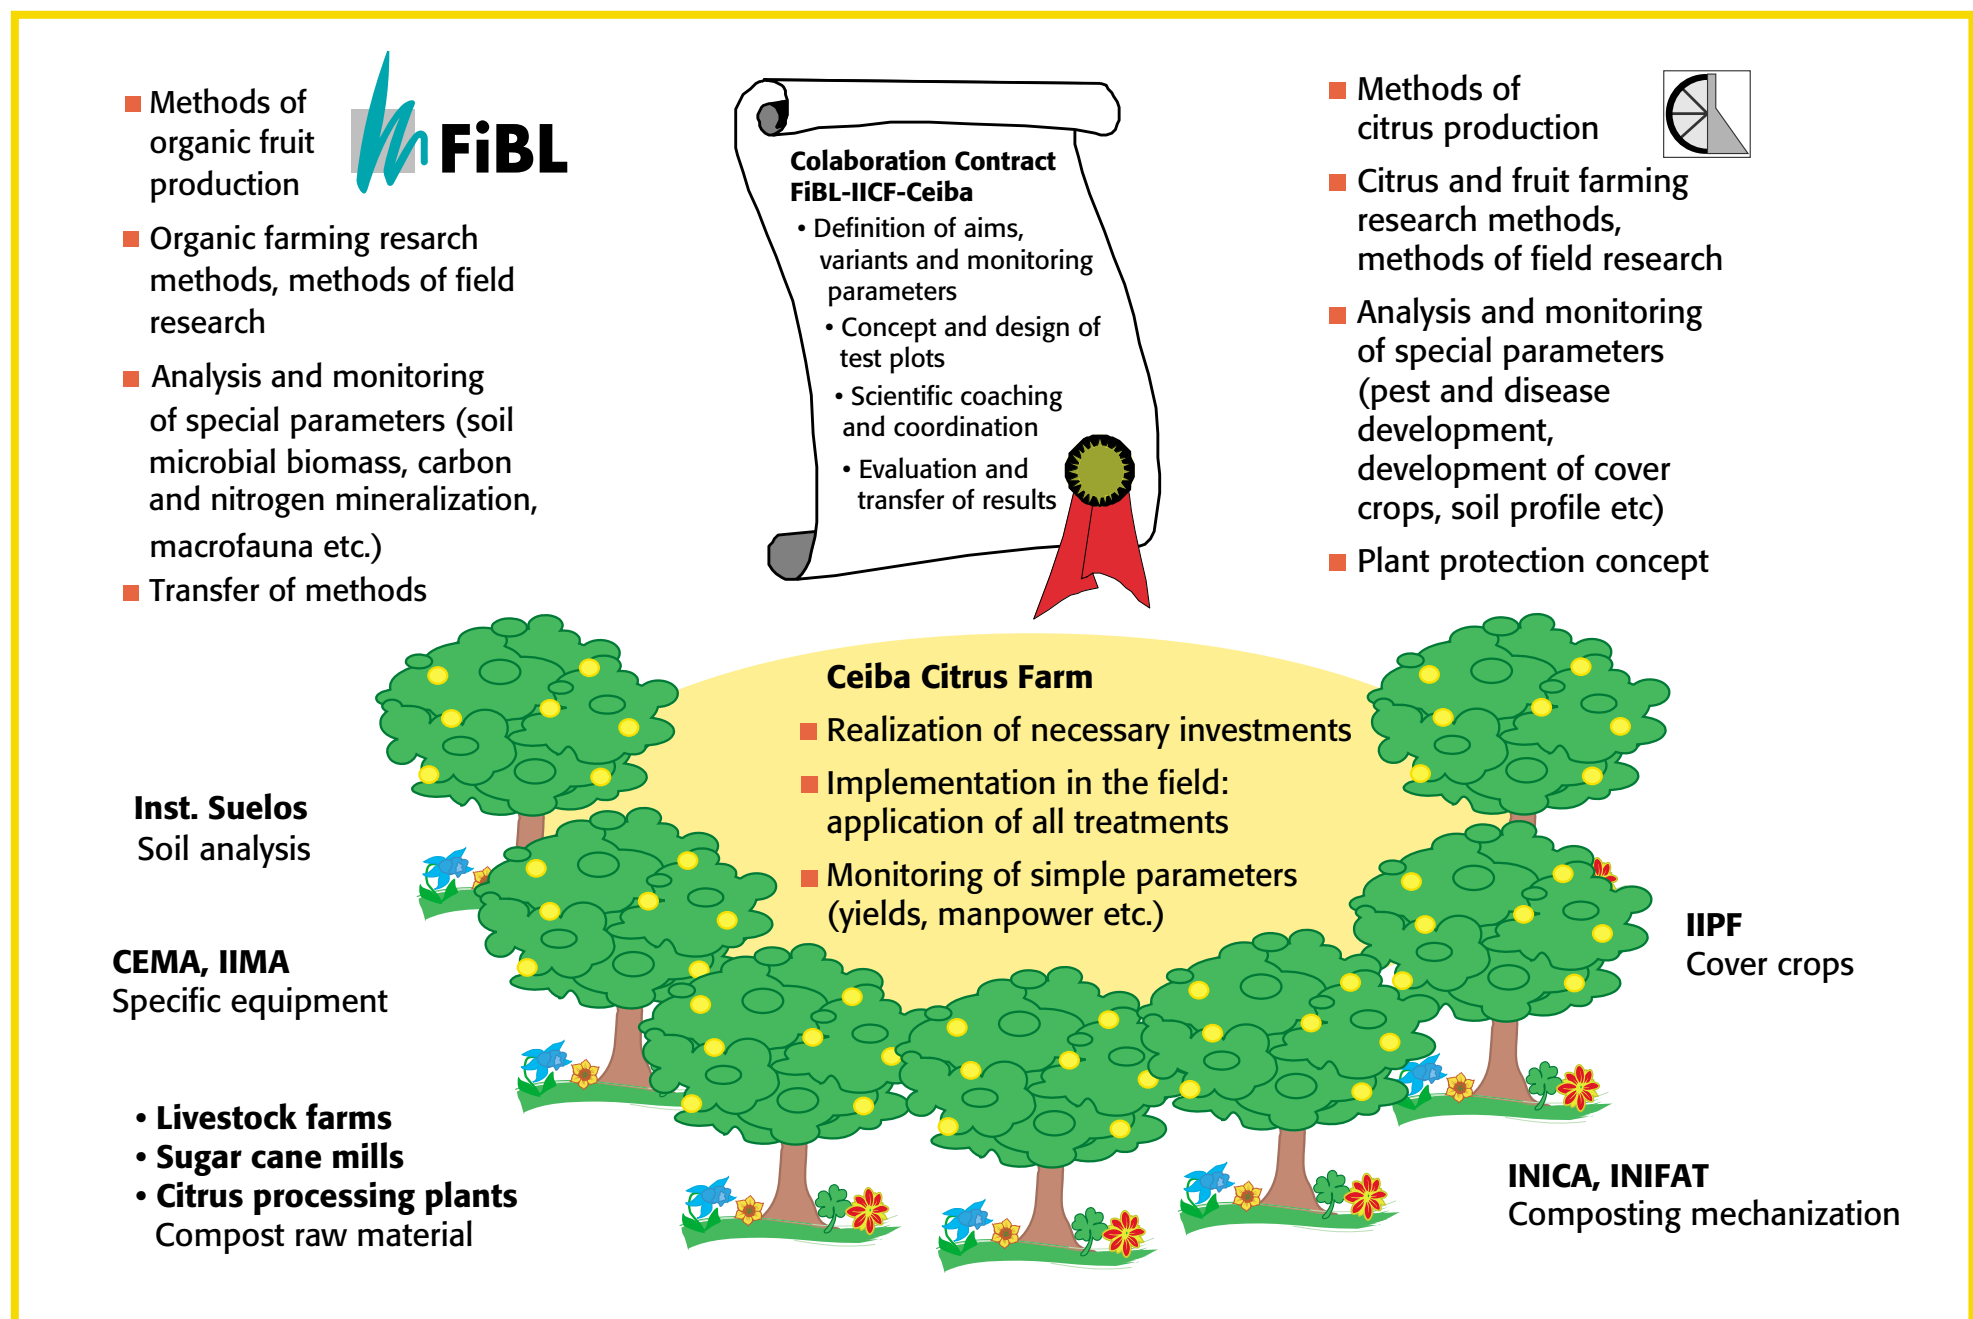 Methods of
organic fruit
production
FiBL
Organic farming resarch
methods, methods of field
research
Analysis and monitoring
of special parameters (soil
microbial biomass, carbon
and nitrogen mineralization,
macrofauna etc.)
Transfer of methods
Colaboration Contract
FiBL-IICF-Ceiba
• Definition of aims,
variants and monitoring
parameters
• Concept and design of
test plots
• Scientific coaching
and coordination
• Evaluation and
transfer of results
Methods of
citrus production
Citrus and fruit farming
research methods,
methods of field research
Analysis and monitoring
of special parameters
(pest and disease
development,
development of cover
crops, soil profile etc)
Plant protection concept
Ceiba Citrus Farm
Realization of necessary investments
Implementation in the field:
application of all treatments
Monitoring of simple parameters
(yields, manpower etc.)
Inst. Suelos
Soil analysis
CEMA, IIMA
Specific equipment
• Livestock farms
• Sugar cane mills
• Citrus processing plants
Compost raw material
IIPF
Cover crops
INICA, INIFAT
Composting mechanization